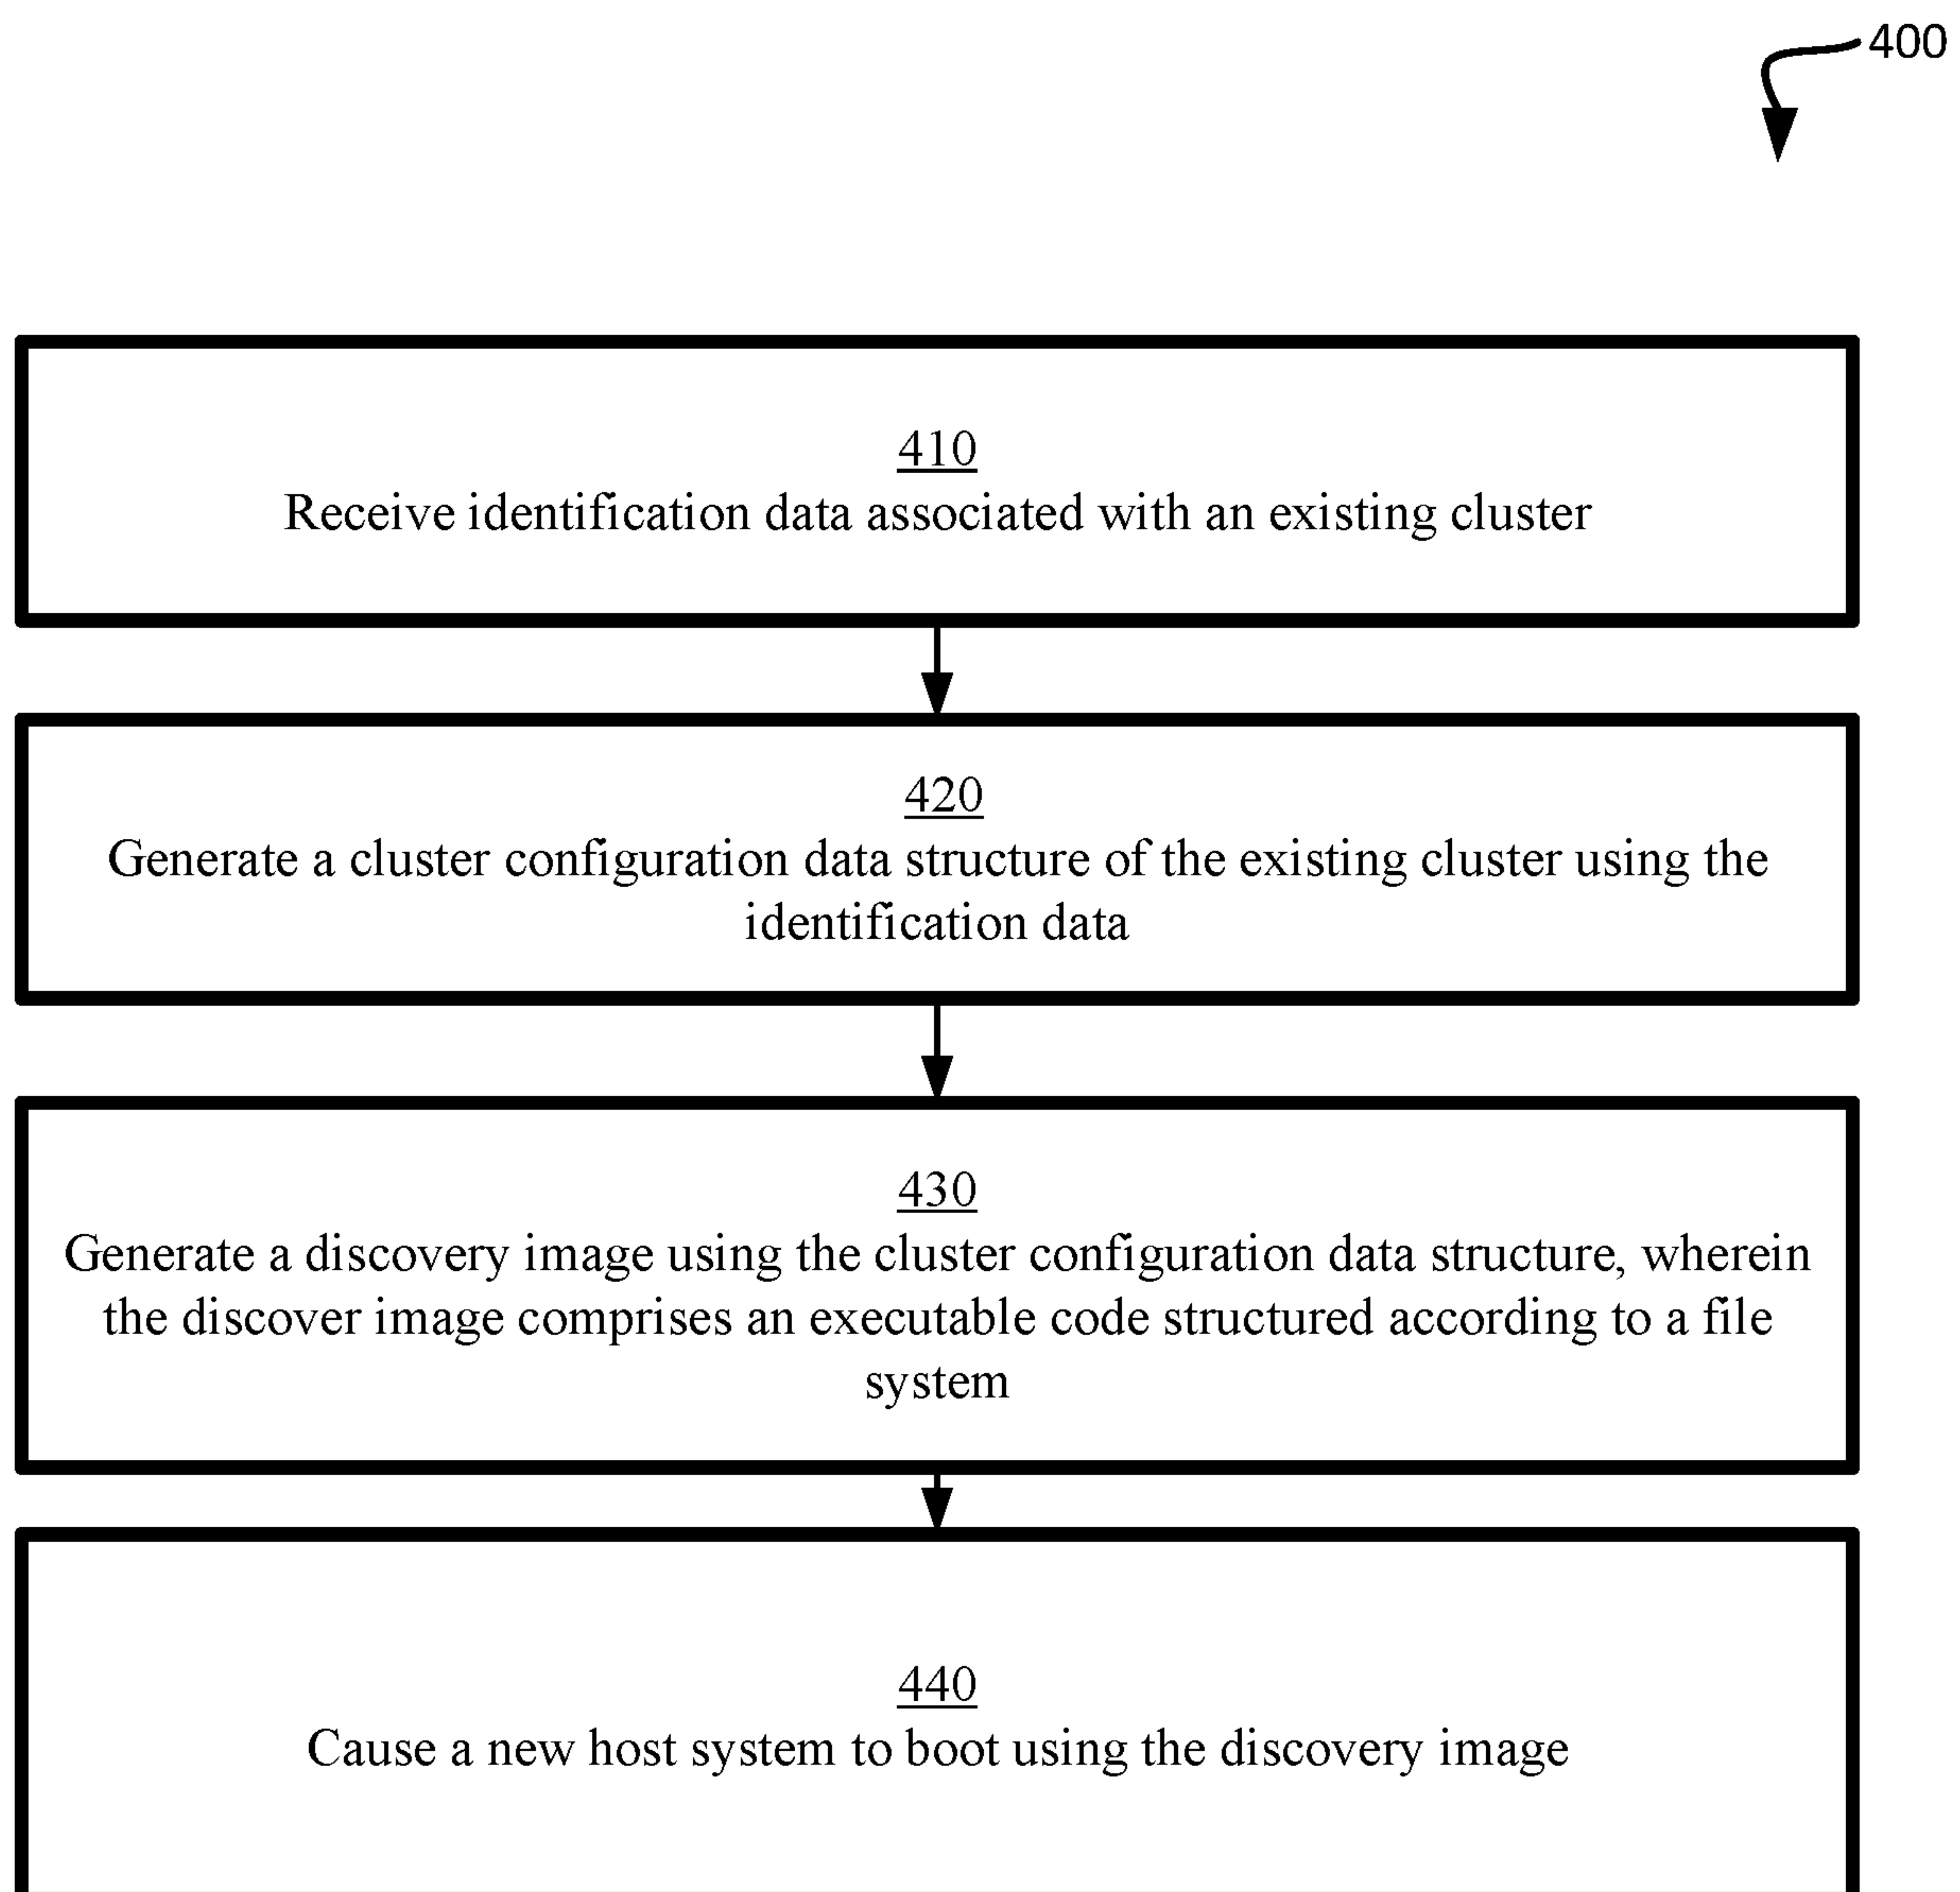 400
410
Receive identification data associated with an existing cluster
420
Generate a cluster configuration data structure of the existing cluster using the
identification data
430
Generate a discovery image using the cluster configuration data structure, wherein
the discover image comprises an executable code structured according to a file
system
440
Cause a new host system to boot using the discovery image